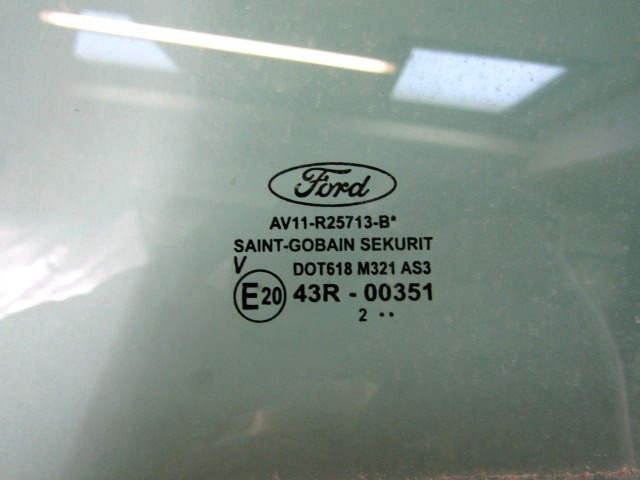 Ford
AV11-R25713-B*
SAINT-GOBAIN SEKURIT
V DOT618 M321 AS3
E20 43R - 00351
2 ••